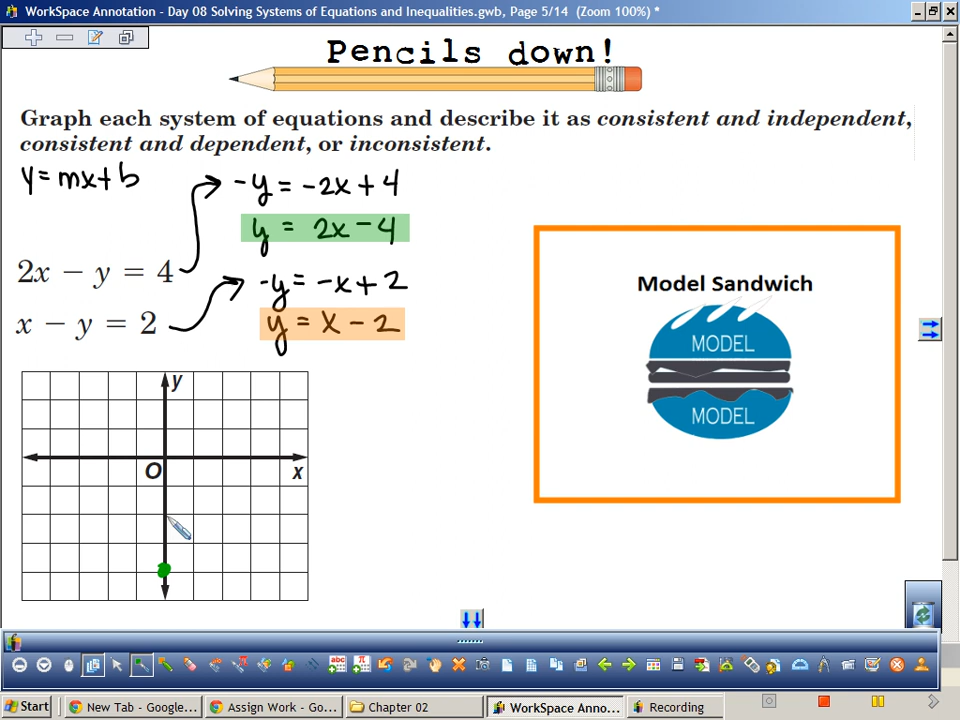 WorkSpace Annotation - Day 08 Solving Systems of Equations and Inequalities.gwb, Page 5/14 (Zoom 100%) *
Pencils down!
Graph each system of equations and describe it as consistent and independent,
consistent and dependent, or inconsistent.
y = mx + b
-y = -2x + 4
y = 2x - 4
2x − y = 4
-y = -x + 2
x − y = 2
y = x - 2
Model Sandwich
MODEL
MODEL
y
O
x
abc
Start
New Tab - Google...
Assign Work - Go...
Chapter 02
WorkSpace Anno...
Recording